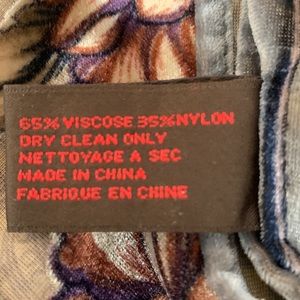 65% VISCOSE 35%NYLON
DRY CLEAN ONLY
NETTOYAGE A SEC
MADE IN CHINA
FABRIQUE EN CHINE